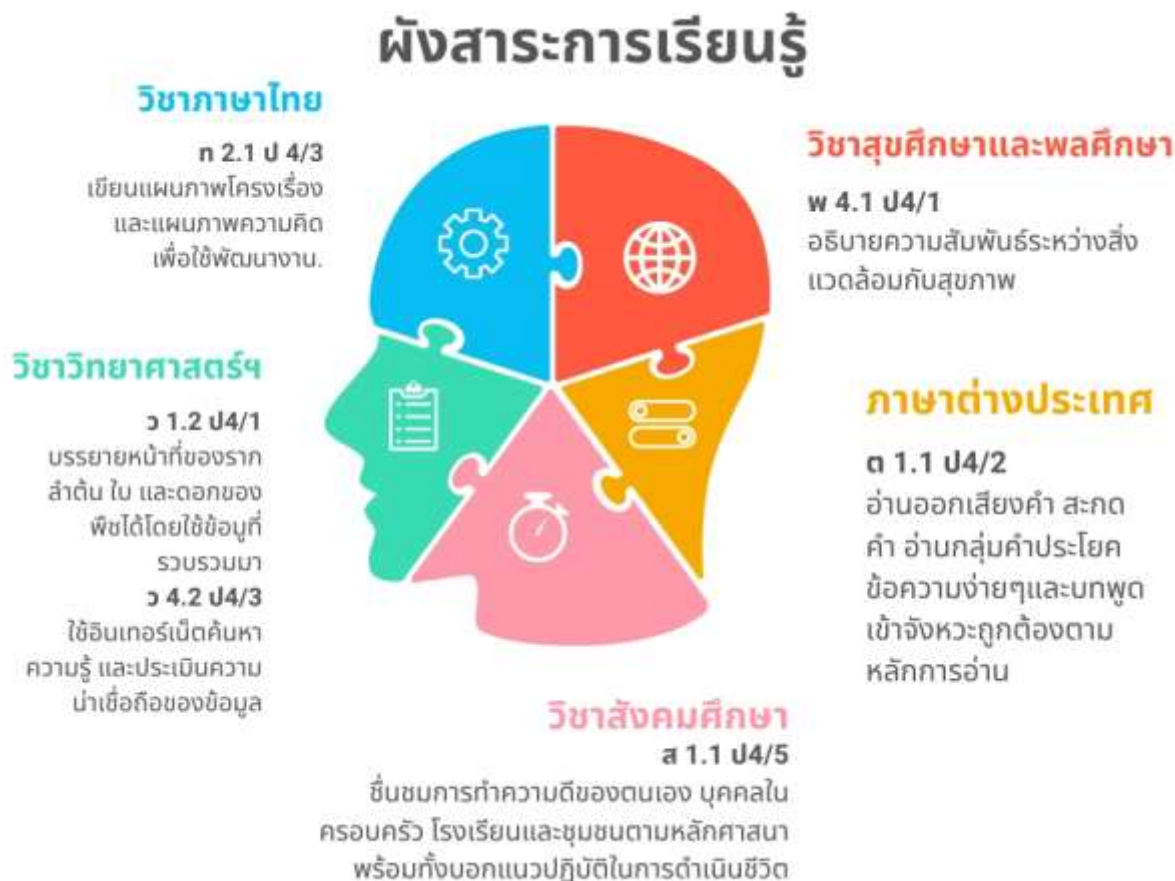 ผังสาระการเรียนรู้
วิชาภาษาไทย
ท 2.1 ป 4/3
เขียนแผนภาพโครงเรื่อง
และแผนภาพความคิด
เพื่อใช้พัฒนางาน.
วิชาสุขศึกษาและพลศึกษา
พ 4.1 ป4/1
อธิบายความสัมพันธ์ระหว่างสิ่ง
แวดล้อมกับสุขภาพ
วิชาวิทยาศาสตร์ฯ
ว 1.2 ป4/1
บรรยายหน้าที่ของราก
ลำต้น ใบ และดอกของ
พืชได้โดยใช้ข้อมูที่
รวบรวมมา
ว 4.2 ป4/3
ใช้อินเทอร์เน็ตค้นหา
ความรู้ และประเมินความ
น่าเชื่อถือของข้อมูล
ภาษาต่างประเทศ
ต 1.1 ป4/2
อ่านออกเสียงคำ สะกด
คำ อ่านกลุ่มคำประโยค
ข้อความง่ายๆและบทพูด
เข้าจังหวะถูกต้องตาม
หลักการอ่าน
วิชาสังคมศึกษา
ส 1.1 ป4/5
ชื่นชมการทำความดีของตนเอง บุคคลใน
ครอบครัว โรงเรียนและชุมชนตามหลักศาสนา
พร้อมทั้งบอกแนวปฏิบัติในการดำเนินชีวิต